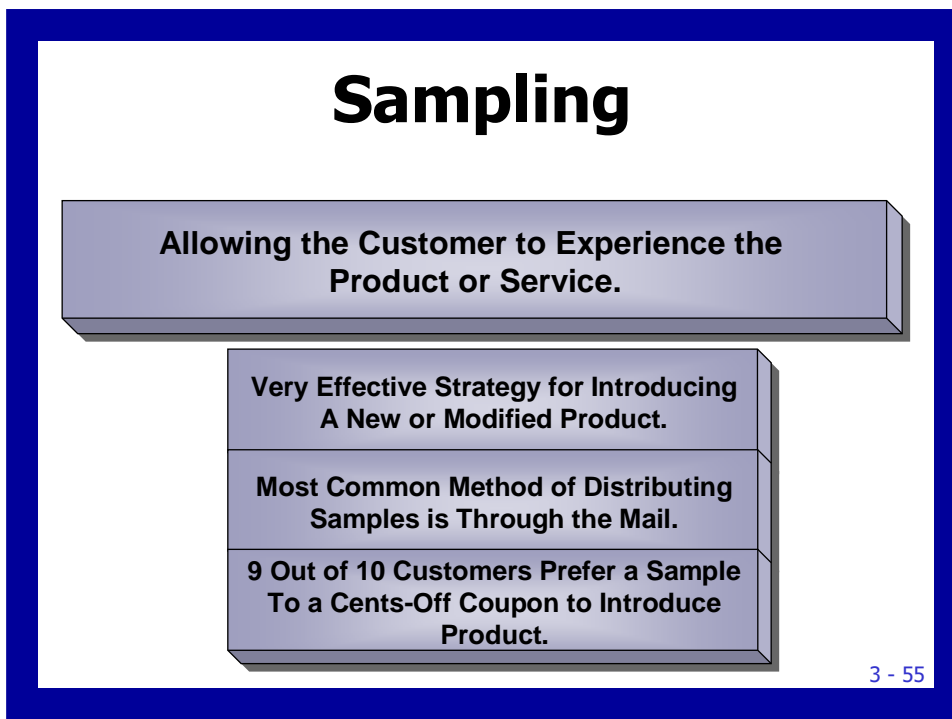 Sampling
Allowing the Customer to Experience the
Product or Service.
Very Effective Strategy for Introducing
A New or Modified Product.
Most Common Method of Distributing
Samples is Through the Mail.
9 Out of 10 Customers Prefer a Sample
To a Cents-Off Coupon to Introduce
Product.
3 - 55